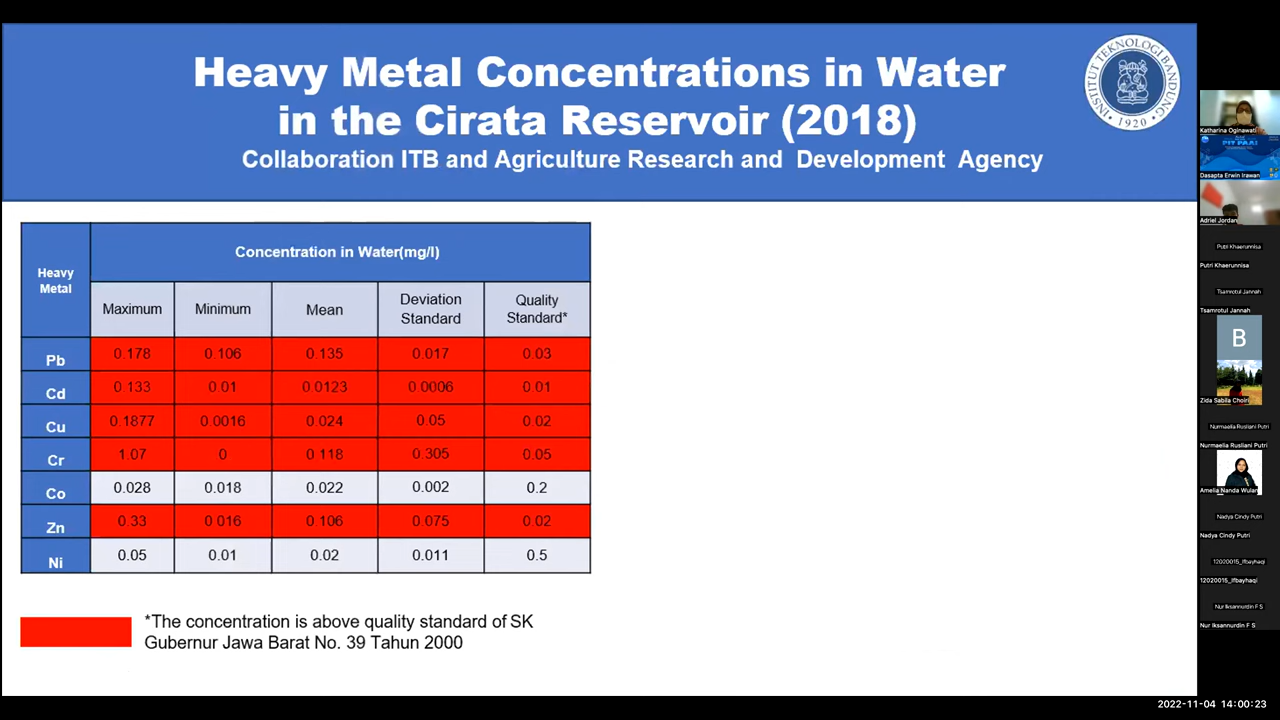 Heavy Metal Concentrations in Water
in the Cirata Reservoir (2018)
Collaboration ITB and Agriculture Research and Development Agency
INSTITUT TEKNOLOGI BANDUNG
1920
Heavy Metal
Concentration in Water(mg/l)
Maximum Minimum Mean Deviation Standard Quality Standard*
Pb 0.178 0.106 0.135 0.017 0.03
Cd 0.133 0.01 0.0123 0.0006 0.01
Cu 0.1877 0.0016 0.024 0.05 0.02
Cr 1.07 0 0.118 0.305 0.05
Co 0.028 0.018 0.022 0.002 0.2
Zn 0.33 0.016 0.106 0.075 0.02
Ni 0.05 0.01 0.02 0.011 0.5
*The concentration is above quality standard of SK
Gubernur Jawa Barat No. 39 Tahun 2000
Katharina Oginawati
PIT PAAI
Dasapta Erwin Irawan
Adriel Jordan
Putri Khaerunnisa
Putri Khaerunnisa
Tsamrotul Jannah
Tsamrotul Jannah
B
Zida Sabila Choiri
Nurmaelia Rusliani Putri
Nurmaelia Rusliani Putri
Amelia Nanda Wulan
Nadya Cindy Putri
Nadya Cindy Putri
12020015_Ifbayhaqi
12020015_Ifbayhaqi
Nur Iksannurdin F S
Nur Iksannurdin F S
2022-11-04 14:00:23